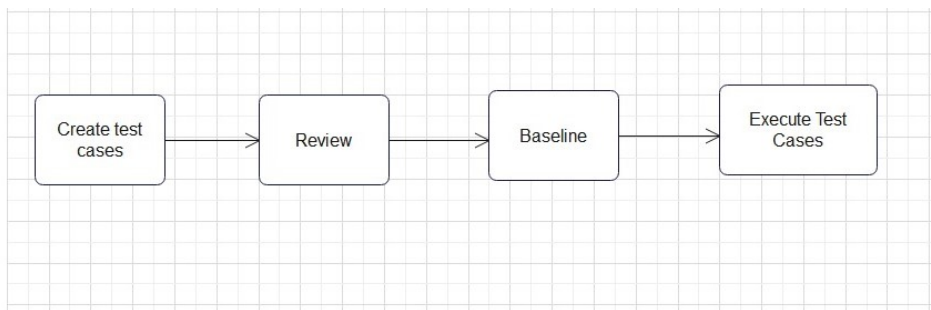 Create test
cases
Review
Baseline
Execute Test
Cases